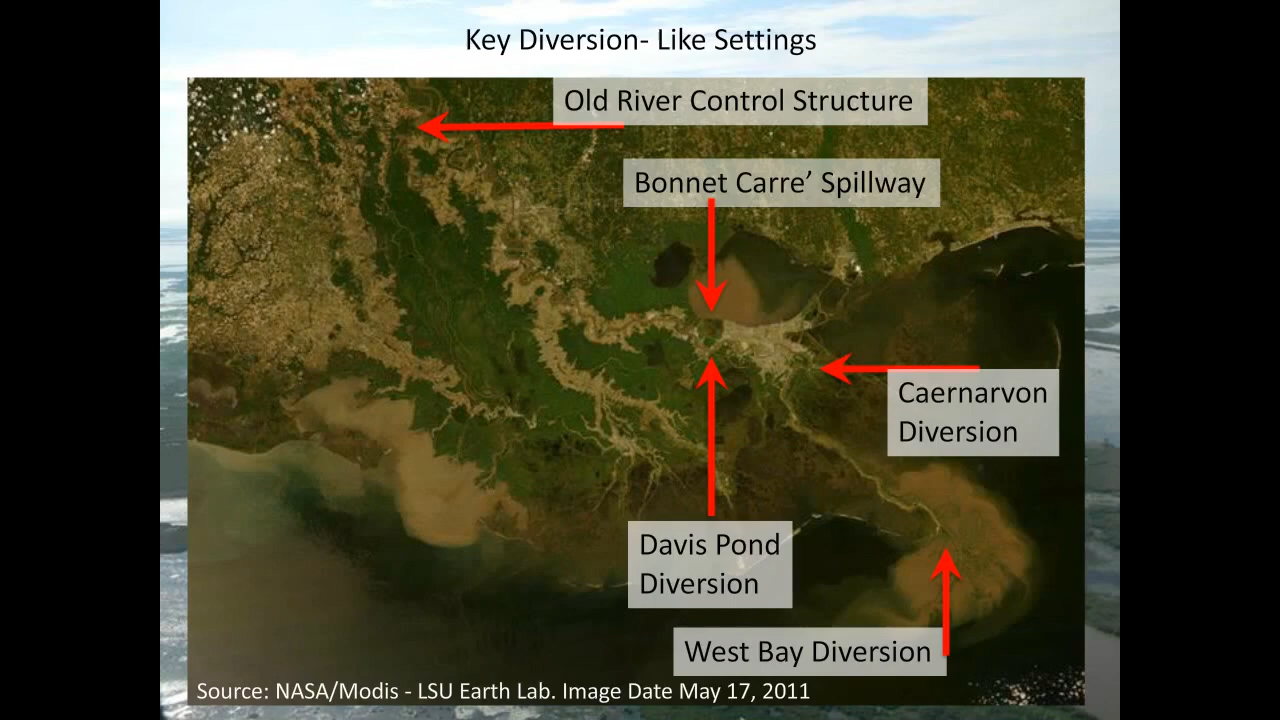 Key Diversion- Like Settings
Old River Control Structure
Bonnet Carre’ Spillway
Caernarvon
Diversion
Davis Pond
Diversion
West Bay Diversion
Source: NASA/Modis - LSU Earth Lab. Image Date May 17, 2011